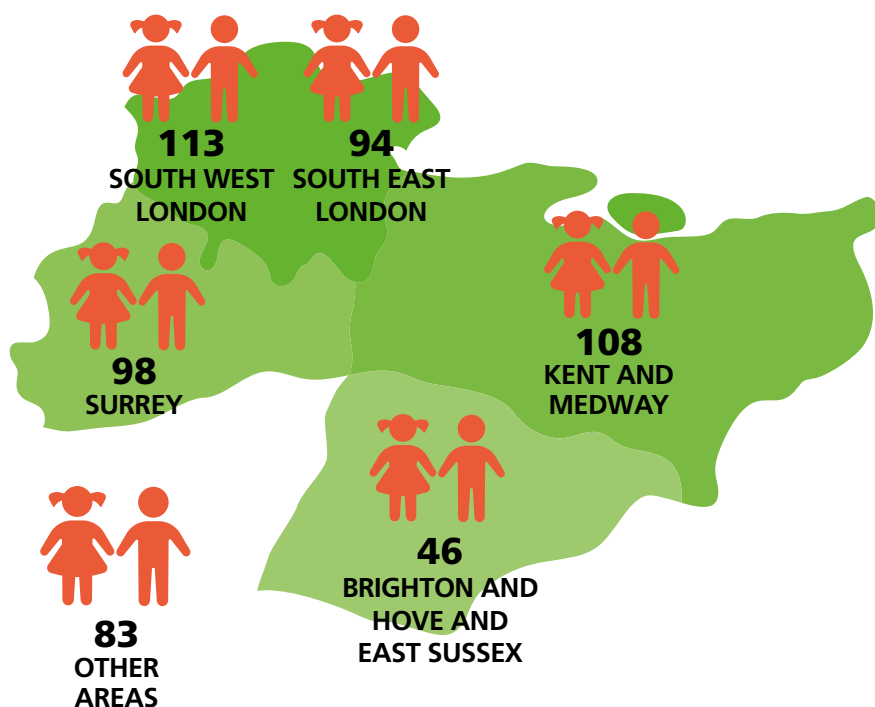 113
SOUTH WEST
LONDON
94
SOUTH EAST
LONDON
98
SURREY
108
KENT AND
MEDWAY
46
BRIGHTON AND
HOVE AND
EAST SUSSEX
83
OTHER
AREAS